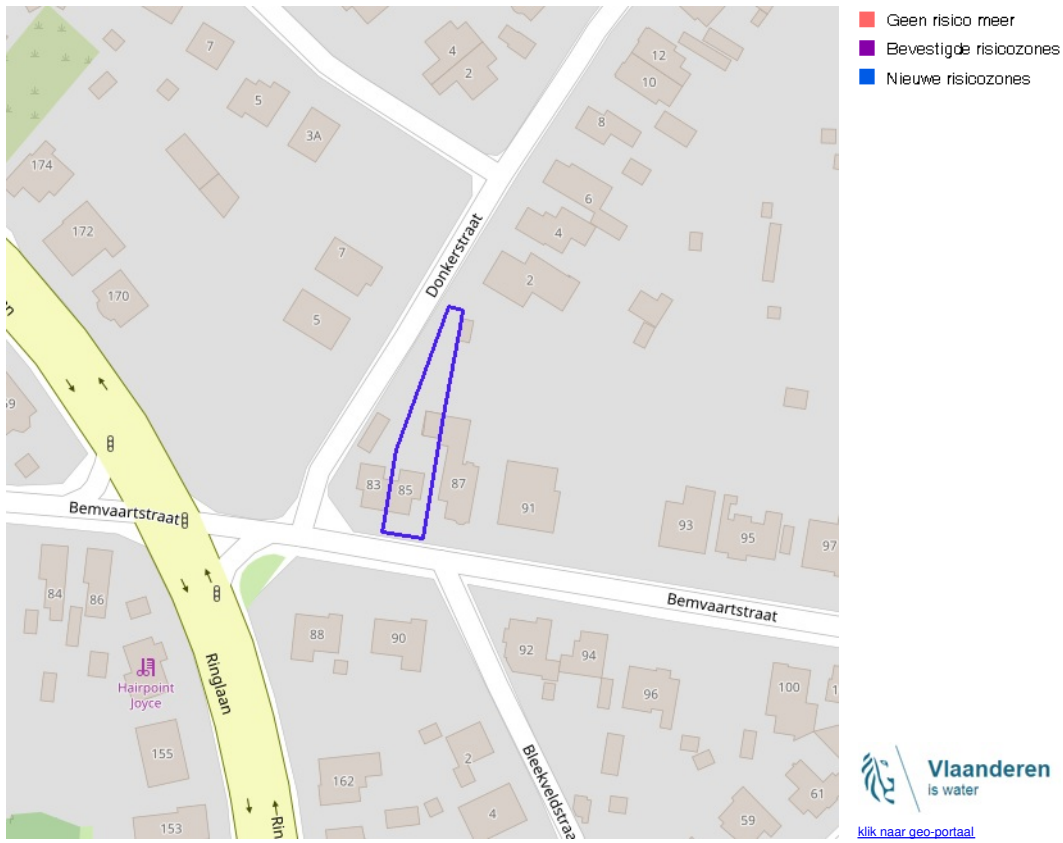 Geen risico meer
Bevestigde risicozones
Nieuwe risicozones
7
4
2
12
10
5
3A
8
174
6
172
4
7
2
170
5
Donkerstraat
83
85
87
91
93
95
97
Bemvaartstraat
84
86
88
90
92
94
96
100
Bemvaartstraat
Ringlaan
Hairpoint
Joyce
155
162
2
4
153
59
61
Bleekveldstraa
Rin
Vlaanderen
is water
klik naar geo-portaal